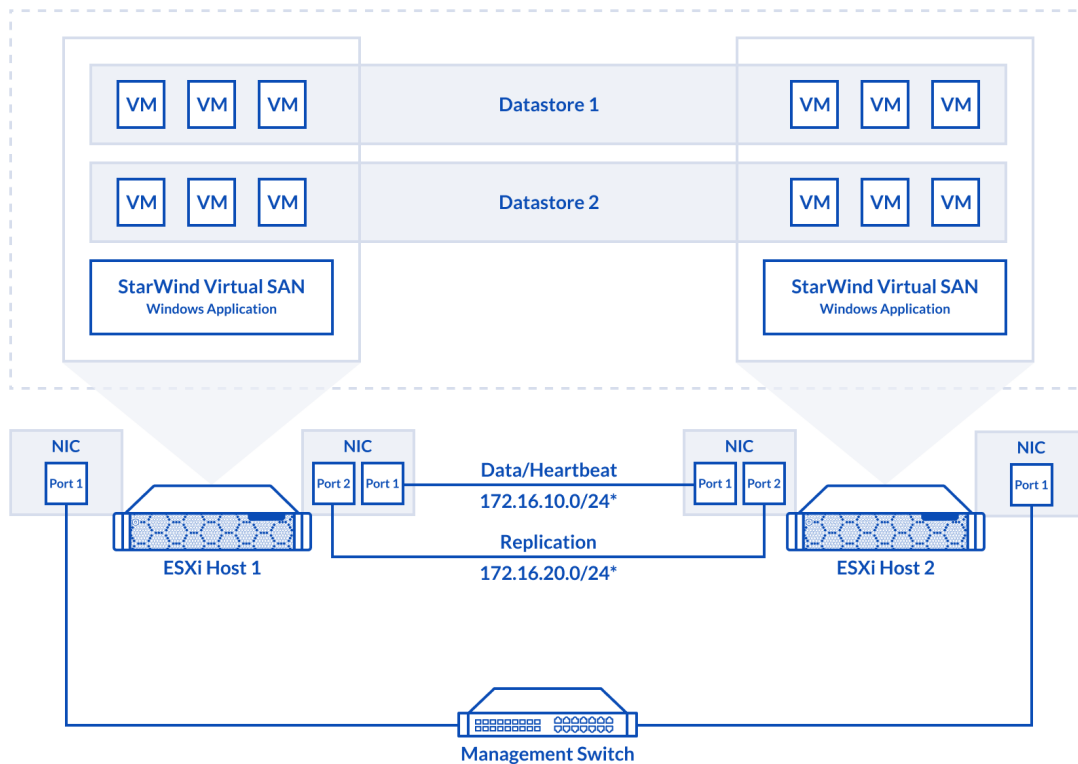 VM VM VM Datastore 1 VM VM VM
VM VM VM Datastore 2 VM VM VM
StarWind Virtual SAN
Windows Application
StarWind Virtual SAN
Windows Application
NIC
Port 1
NIC
Port 2 Port 1
Data/Heartbeat
172.16.10.0/24*
Replication
172.16.20.0/24*
NIC
Port 1 Port 2
NIC
Port 1
ESXi Host 1
ESXi Host 2
Management Switch